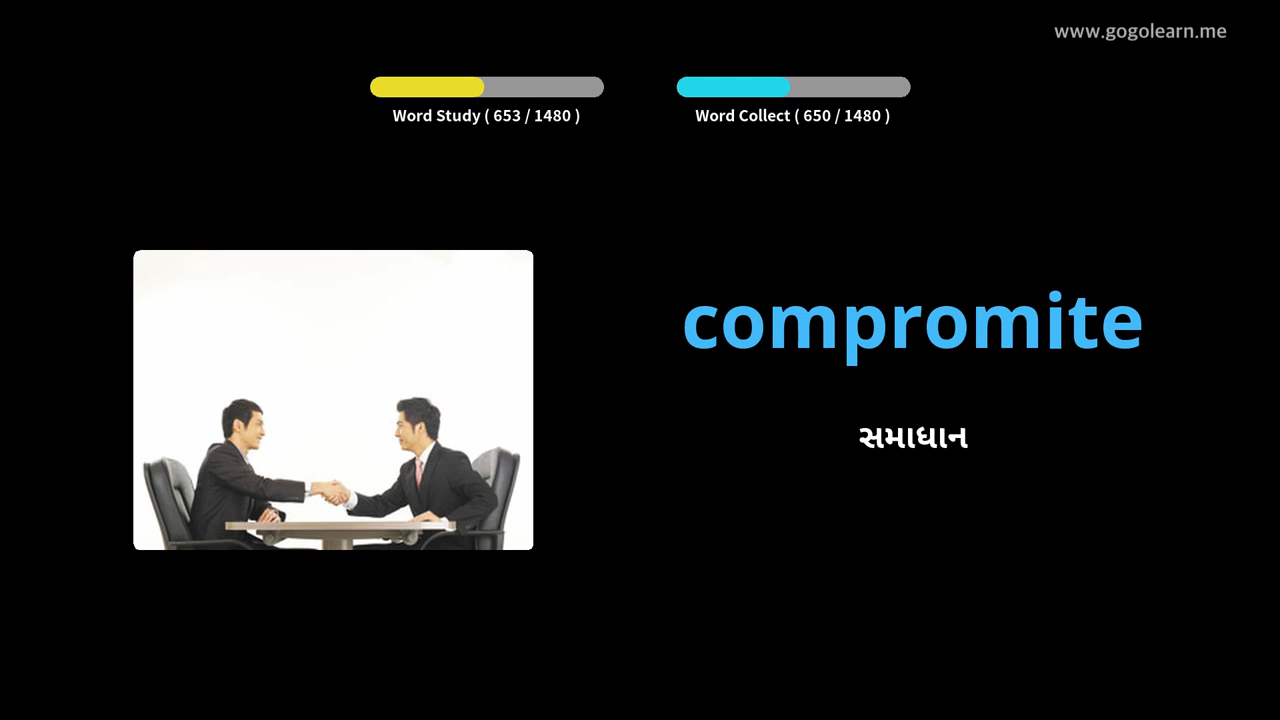 www.gogolearn.me
Word Study ( 653 / 1480 )
Word Collect ( 650 / 1480 )
compromite
સમાધાન